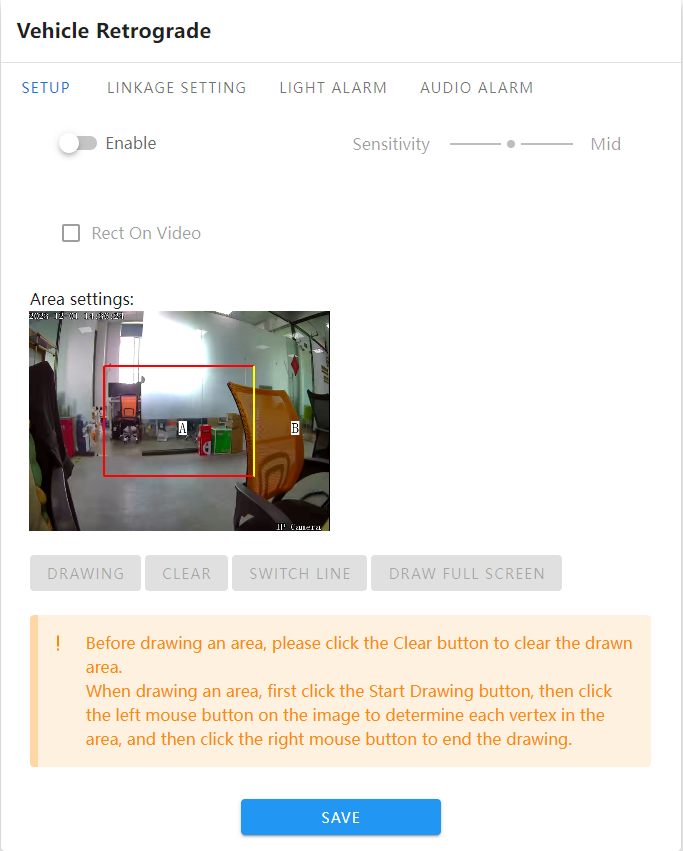 Vehicle Retrograde
SETUP LINKAGE SETTING LIGHT ALARM AUDIO ALARM
Enable Sensitivity Mid
Rect On Video
Area settings:
A B
IP Camera
DRAWING CLEAR SWITCH LINE DRAW FULL SCREEN
! Before drawing an area, please click the Clear button to clear the drawn
area.
When drawing an area, first click the Start Drawing button, then click
the left mouse button on the image to determine each vertex in the
area, and then click the right mouse button to end the drawing.
SAVE